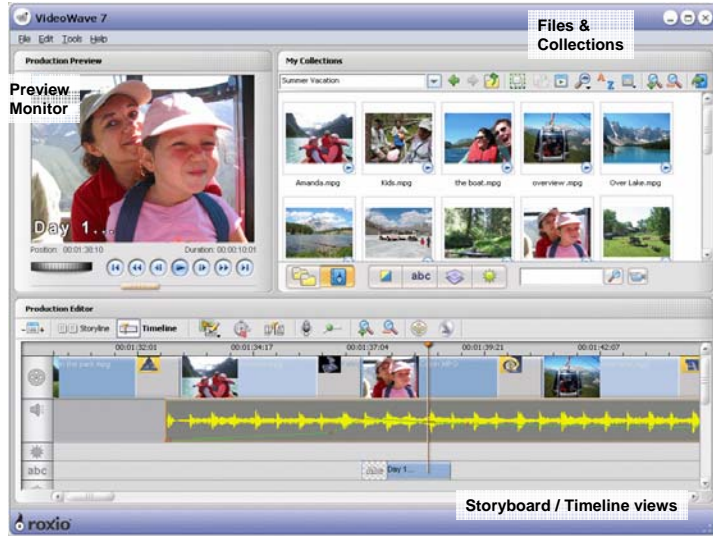 VideoWave 7
Files &
Collections
File Edit Tools Help
Production Preview
My Collections
Preview
Monitor
Summer Vacation
Amanda.mpg Kids.mpg the boat.mpg overview .mpg Over Lake.mpg
Day 1...
Position: 00:01:38:10 Duration: 00:00:10:01
abc
Production Editor
Storyline Timeline
00:01:32:01 00:01:34:17 00:01:37:04 00:01:39:21 00:01:42:07
the park.mpg
abc
Day 1...
Storyboard / Timeline views
roxio